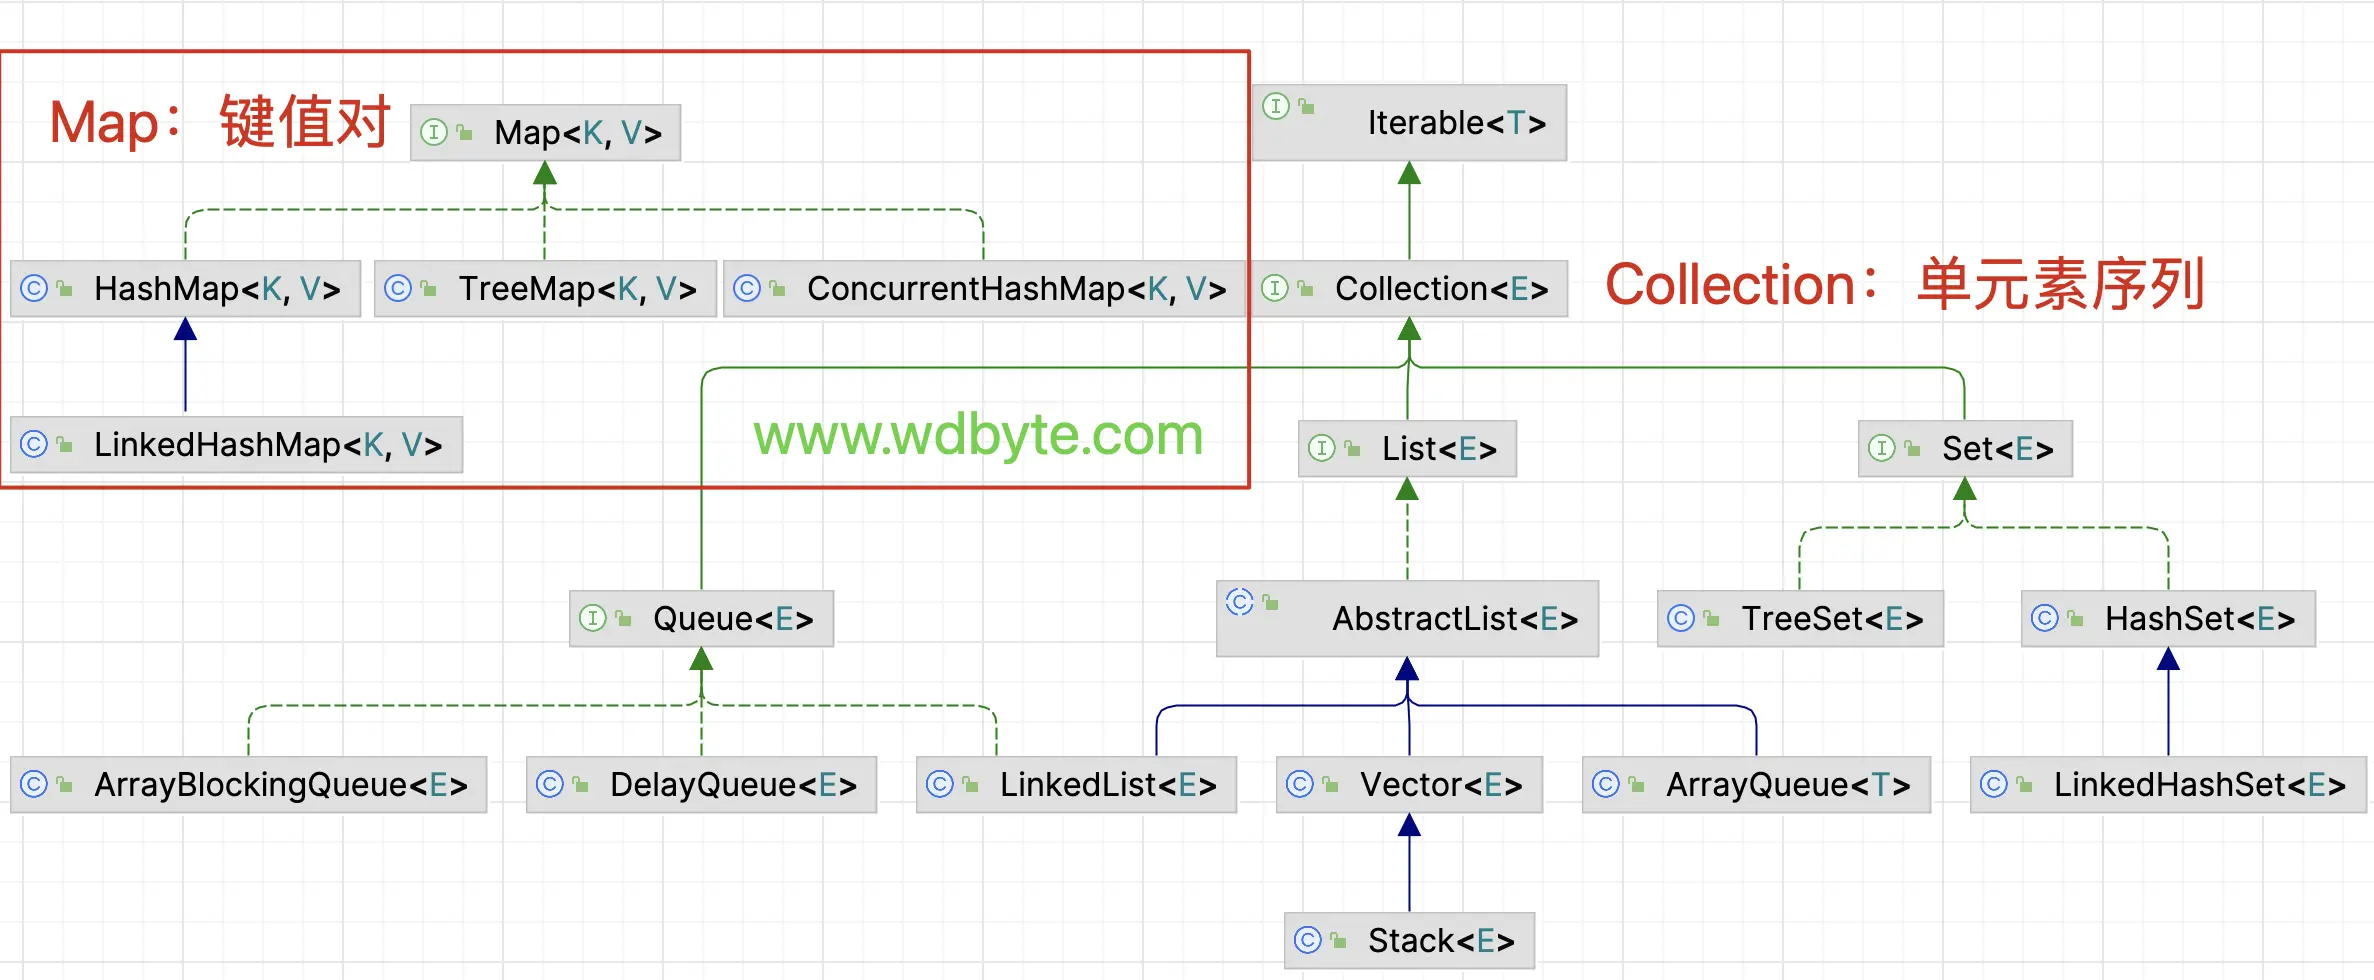 Map：键值对
Map<K, V>
Iterable<T>
HashMap<K, V>
TreeMap<K, V>
ConcurrentHashMap<K, V>
Collection<E>
Collection：单元素序列
LinkedHashMap<K, V>
www.wdbyte.com
List<E>
Set<E>
Queue<E>
AbstractList<E>
TreeSet<E>
HashSet<E>
ArrayBlockingQueue<E>
DelayQueue<E>
LinkedList<E>
Vector<E>
ArrayQueue<T>
LinkedHashSet<E>
Stack<E>